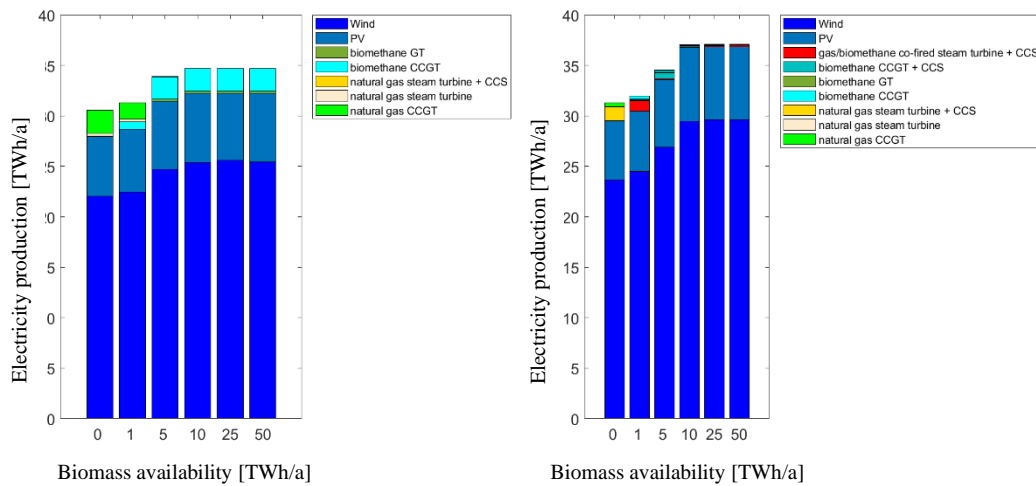 40
35
30
25
20
5
0
5
0
Electricity production [TWh/a]
0 1 5 10 25 50
Biomass availability [TWh/a]
Wind
PV
biomethane GT
biomethane CCGT
natural gas steam turbine + CCS
natural gas steam turbine
natural gas CCGT
40
35
30
25
20
15
10
5
0
Electricity production [TWh/a]
0 1 5 10 25 50
Biomass availability [TWh/a]
Wind
PV
gas/biomethane co-fired steam turbine + CCS
biomethane CCGT + CCS
biomethane GT
biomethane CCGT
natural gas steam turbine + CCS
natural gas steam turbine
natural gas CCGT